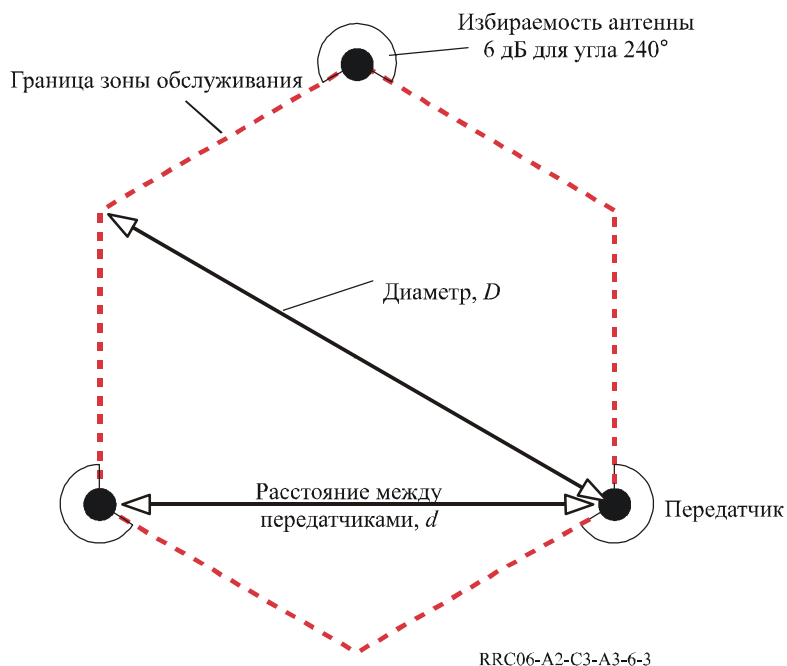 Избираемость антенны
6 дБ для угла 240°
Граница зоны обслуживания
Диаметр, D
Расстояние между
передатчиками, d
Передатчик
RRC06-A2-C3-A3-6-3